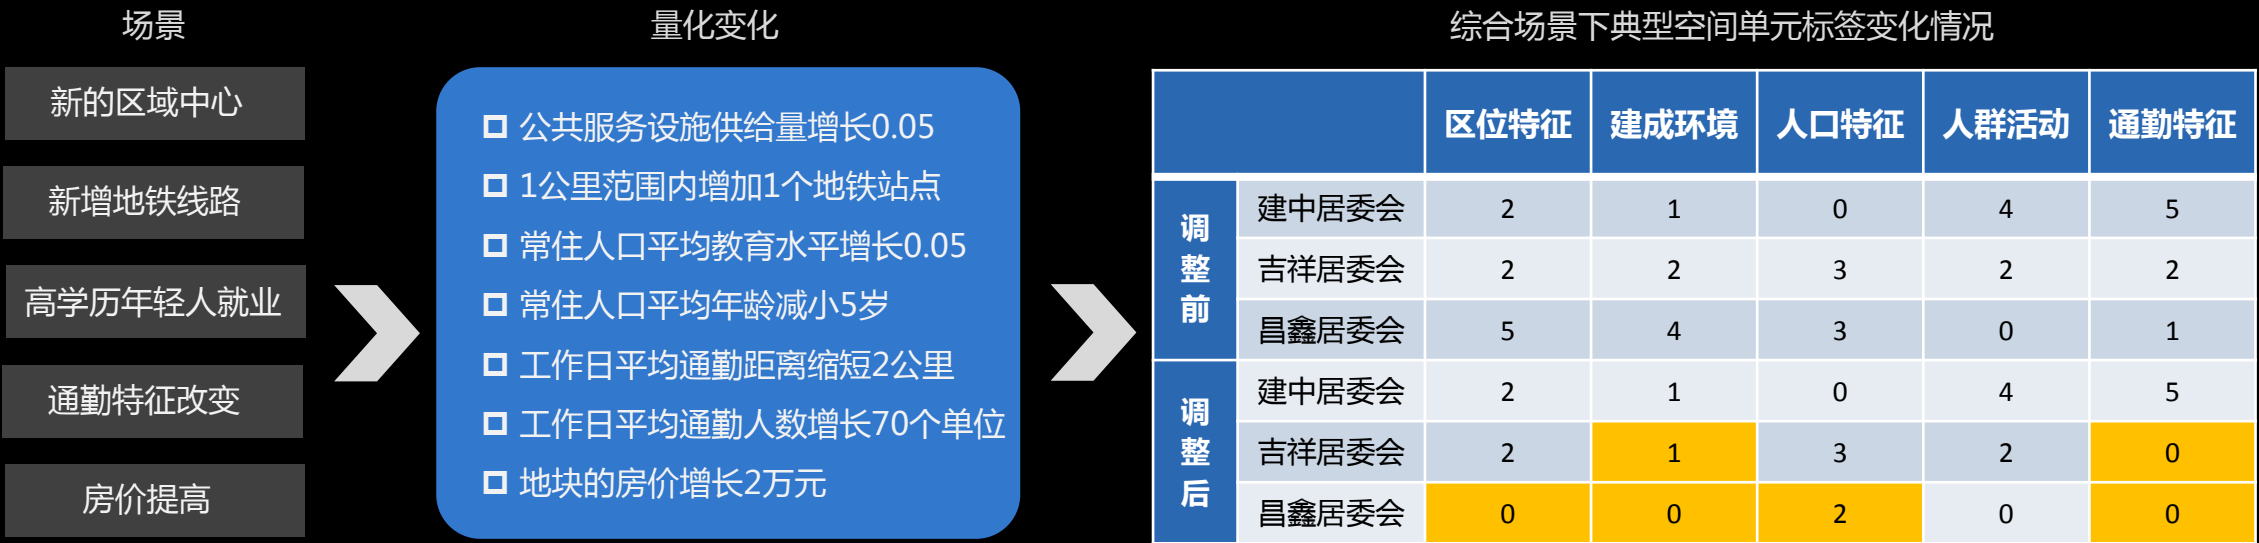 场景
新的区域中心
新增地铁线路
高学历年轻人就业
通勤特征改变
房价提高
量化变化
公共服务设施供给量增长0.05
1公里范围内增加1个地铁站点
常住人口平均教育水平增长0.05
常住人口平均年龄减小5岁
工作日平均通勤距离缩短2公里
工作日平均通勤人数增长70个单位
地块的房价增长2万元
综合场景下典型空间单元标签变化情况
区位特征 建成环境 人口特征 人群活动 通勤特征
调整前
建中居委会 2 1 0 4 5
吉祥居委会 2 2 3 2 2
昌鑫居委会 5 4 3 0 1
调整后
建中居委会 2 1 0 4 5
吉祥居委会 2 1 3 2 0
昌鑫居委会 0 0 2 0 0